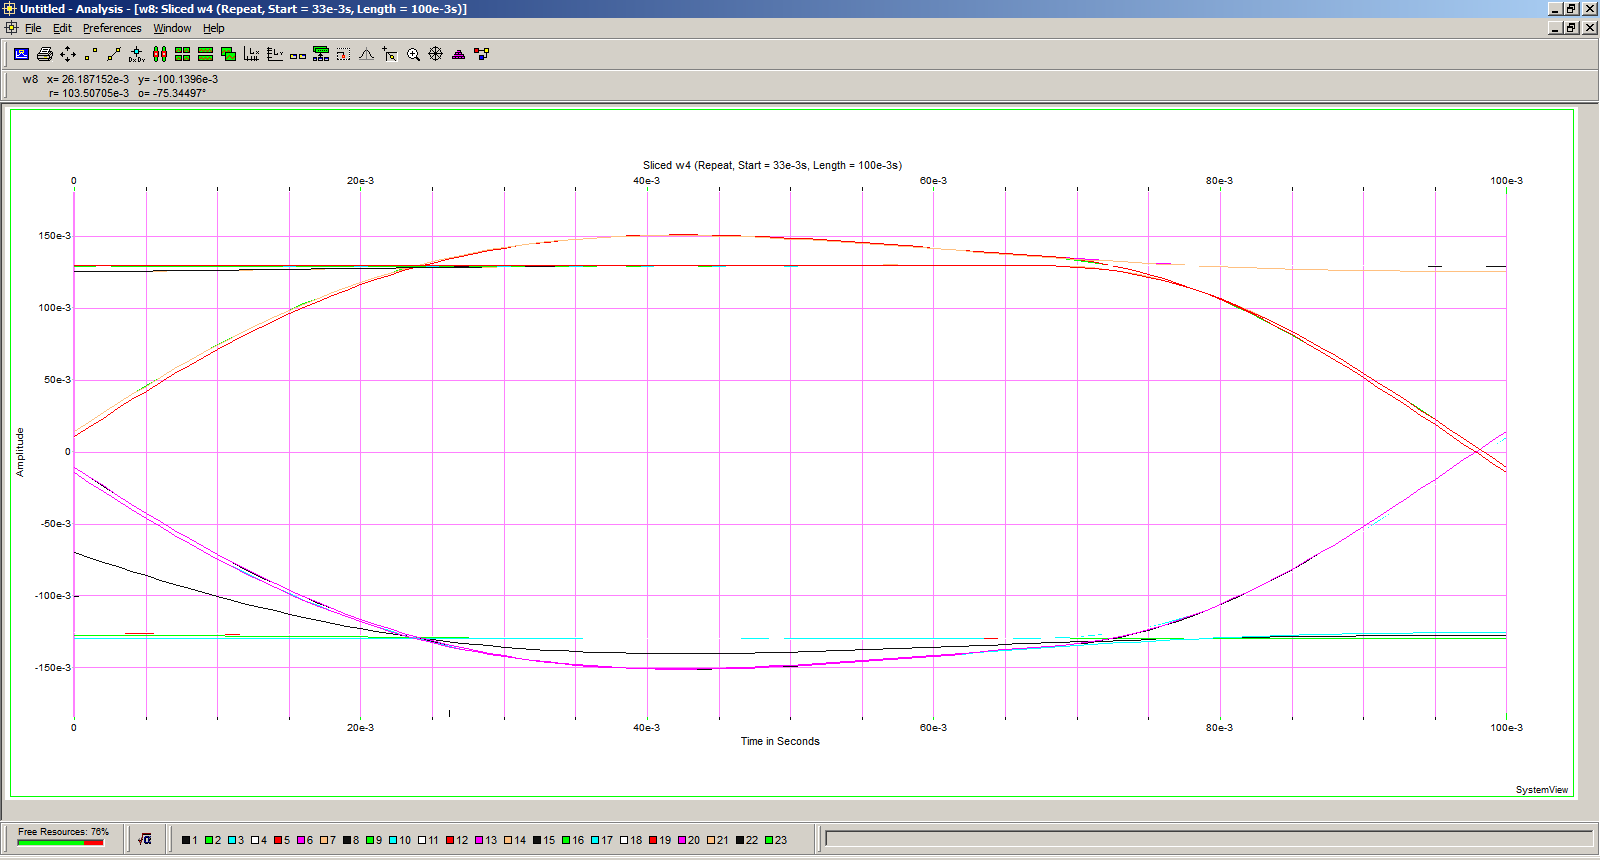 Untitled - Analysis - [w8: Sliced w4 (Repeat, Start = 33e-3s, Length = 100e-3s)]
File Edit Preferences Window Help
w8 x= 26.187152e-3 y= -100.1396e-3
r= 103.50705e-3 o= -75.34497°
Sliced w4 (Repeat, Start = 33e-3s, Length = 100e-3s)
0 20e-3 40e-3 60e-3 80e-3 100e-3
150e-3
100e-3
50e-3
0
-50e-3
-100e-3
-150e-3
Amplitude
0 20e-3 40e-3 60e-3 80e-3 100e-3
Time in Seconds
SystemView
Free Resources: 76%
√α
1 2 3 4 5 6 7 8 9 10 11 12 13 14 15 16 17 18 19 20 21 22 23